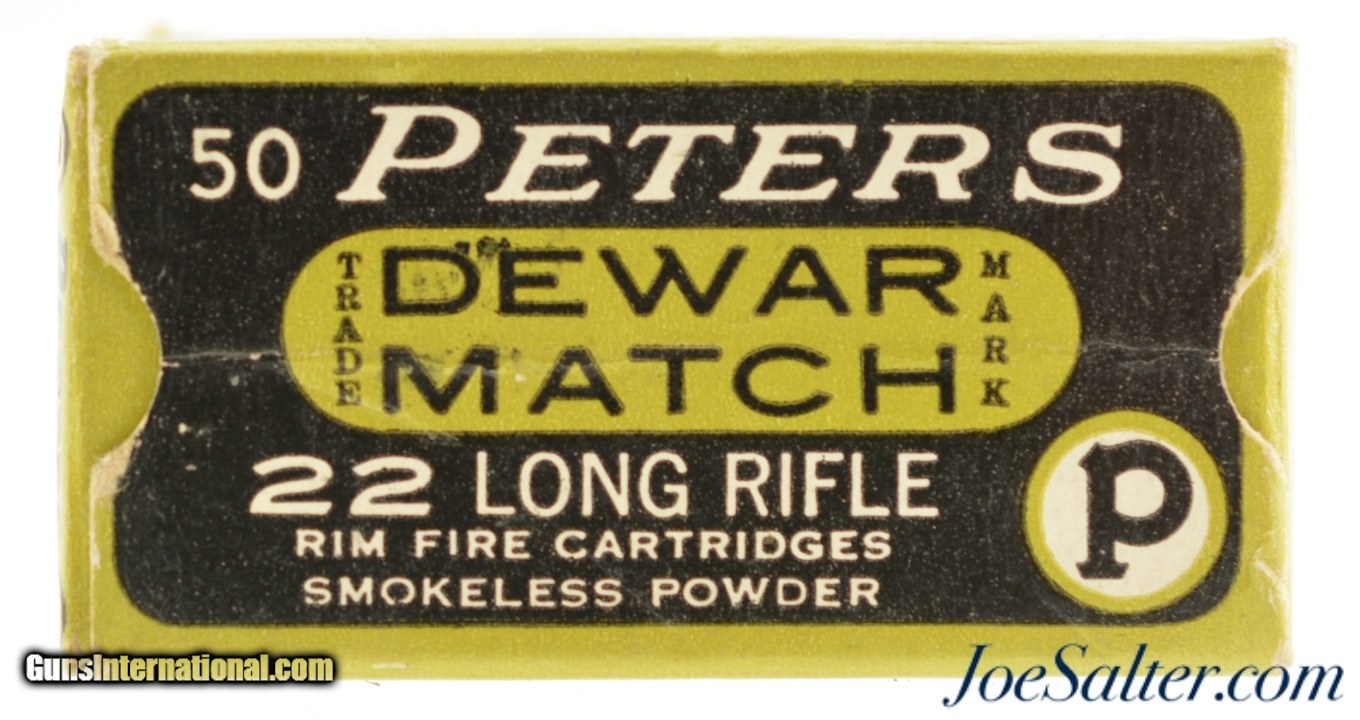 50 PETERS
TRADE
DEWAR
MATCH
MARK
22 LONG RIFLE
RIM FIRE CARTRIDGES
SMOKELESS POWDER
P
GunsInternational.com
JoeSalter.com